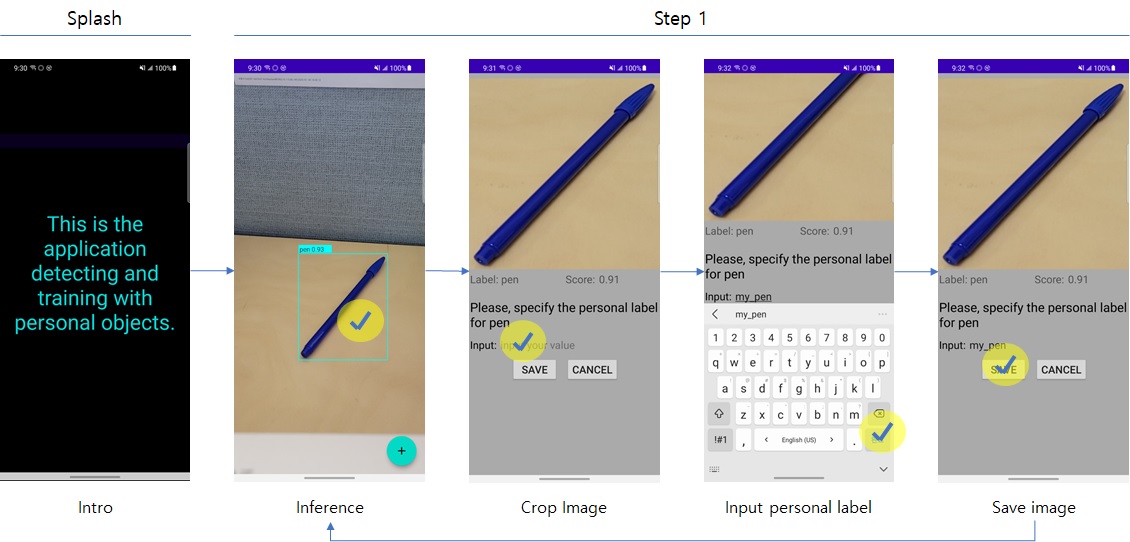 Splash
Step 1
9:30
100%
This is the
application
detecting and
training with
personal objects.
Intro
9:30
100%
pen 0.93
+
Inference
9:31
100%
Label: pen Score: 0.91
Please, specify the personal label
for pen
Input: input your value
SAVE CANCEL
Crop Image
9:32
100%
Label: pen Score: 0.91
Please, specify the personal label
for pen
Input: my_pen
my_pen
1 2 3 4 5 6 7 8 9 0
q w e r t y u i o p
a s d f g h j k l
z x c v b n m
!#1 , English (US) .
Input personal label
9:32
100%
Label: pen Score: 0.91
Please, specify the personal label
for pen
Input: my_pen
SAVE CANCEL
Save image